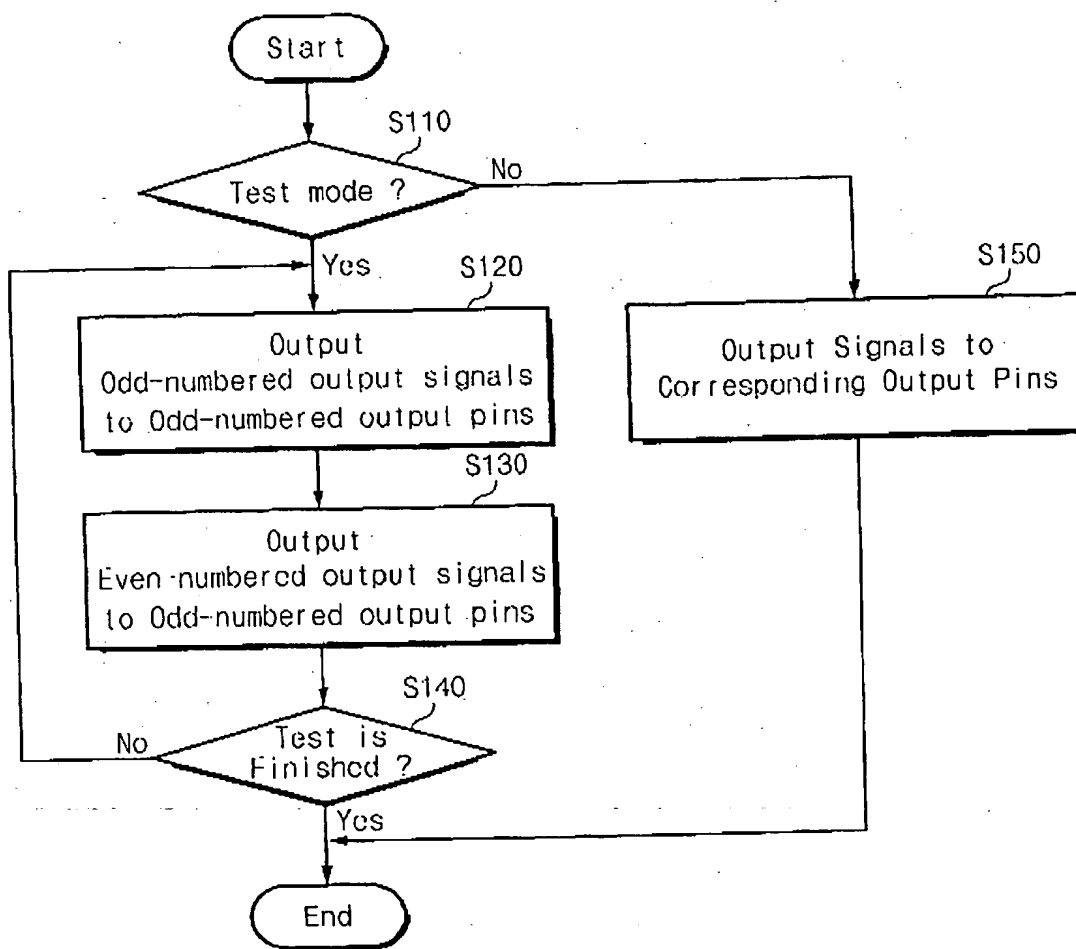 Start
S110
Test mode ?
No
Yes
S120
Output
Odd-numbered output signals
to Odd-numbered output pins
S150
Output Signals to
Corresponding Output Pins
S130
Output
Even-numbered output signals
to Odd-numbered output pins
S140
Test is
Finished ?
No
Yes
End